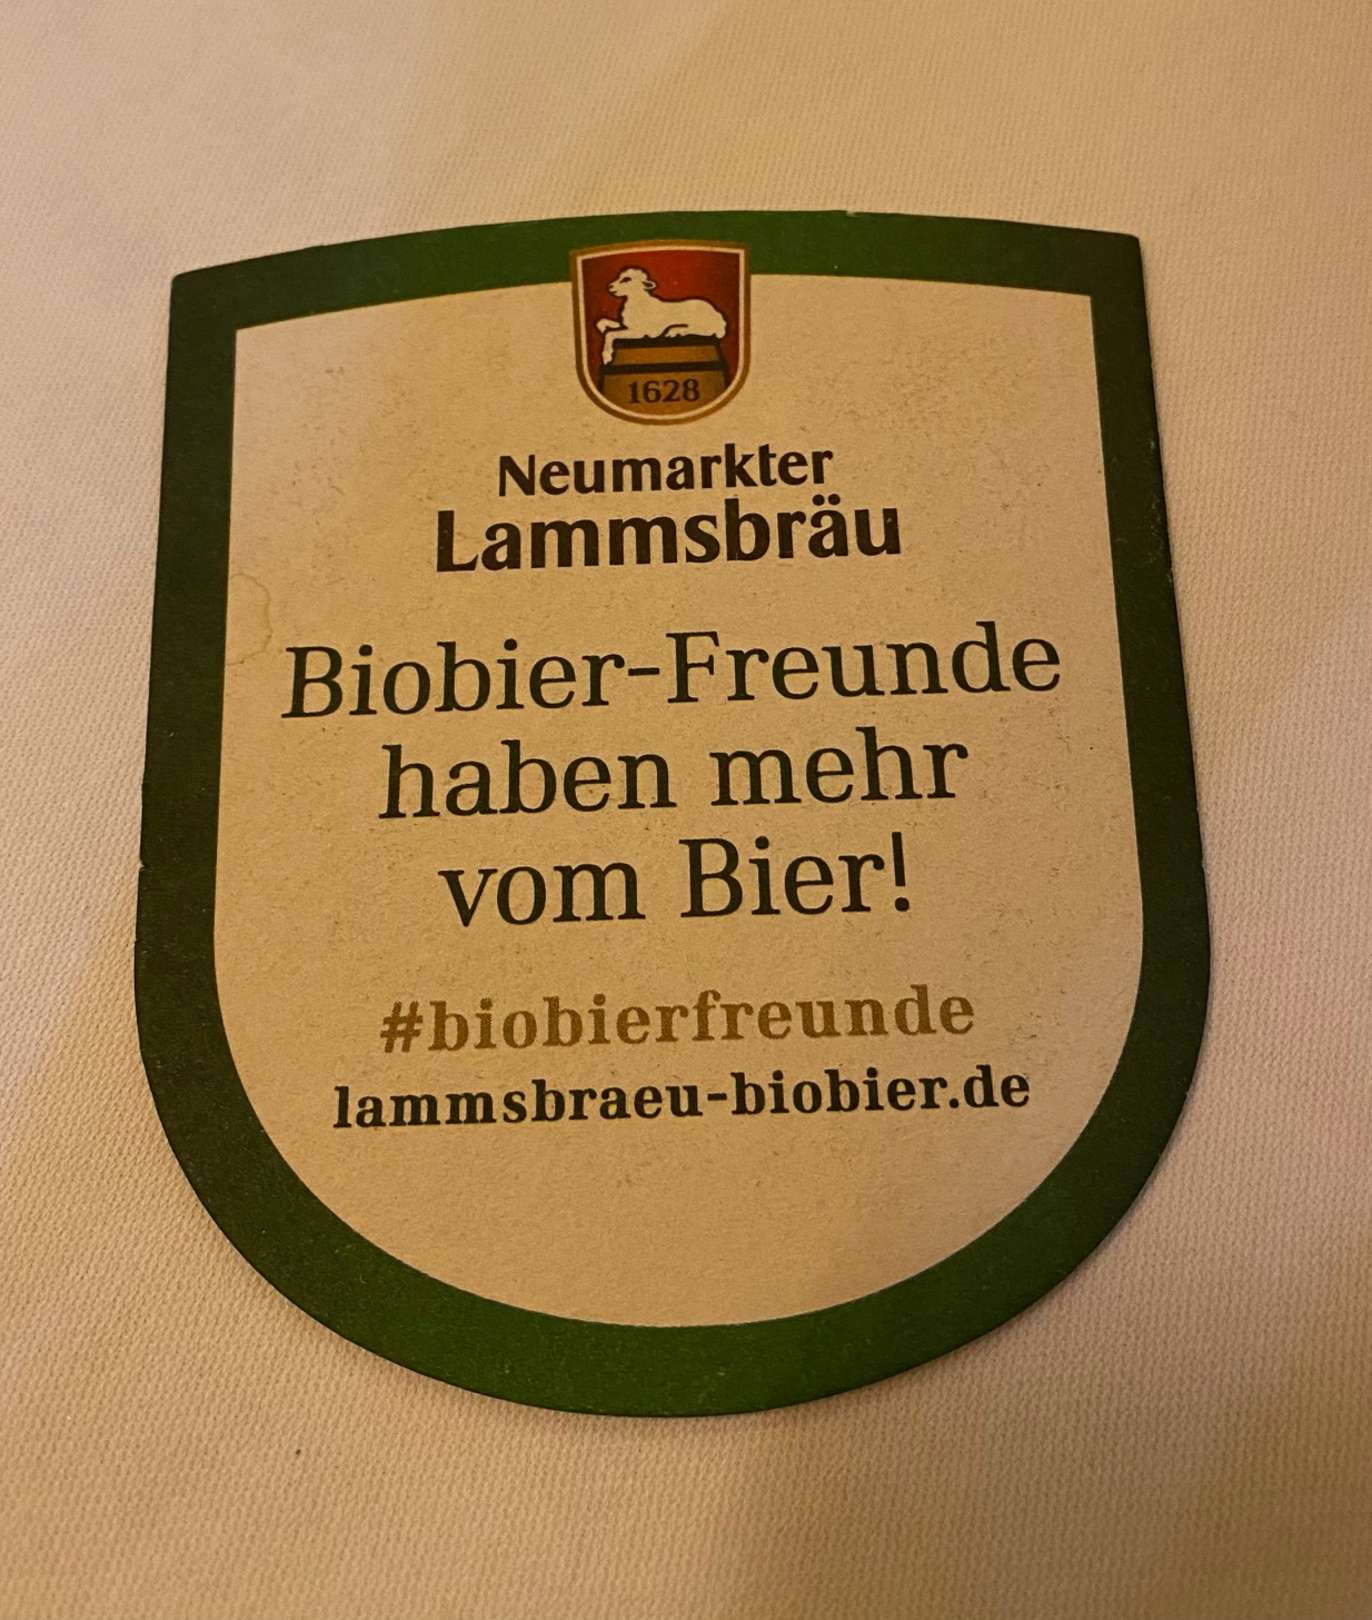 1628
Neumarkter
Lammsbräu
Biobier-Freunde
haben mehr
vom Bier!
#biobierfreunde
lammsbraeu-biobier.de